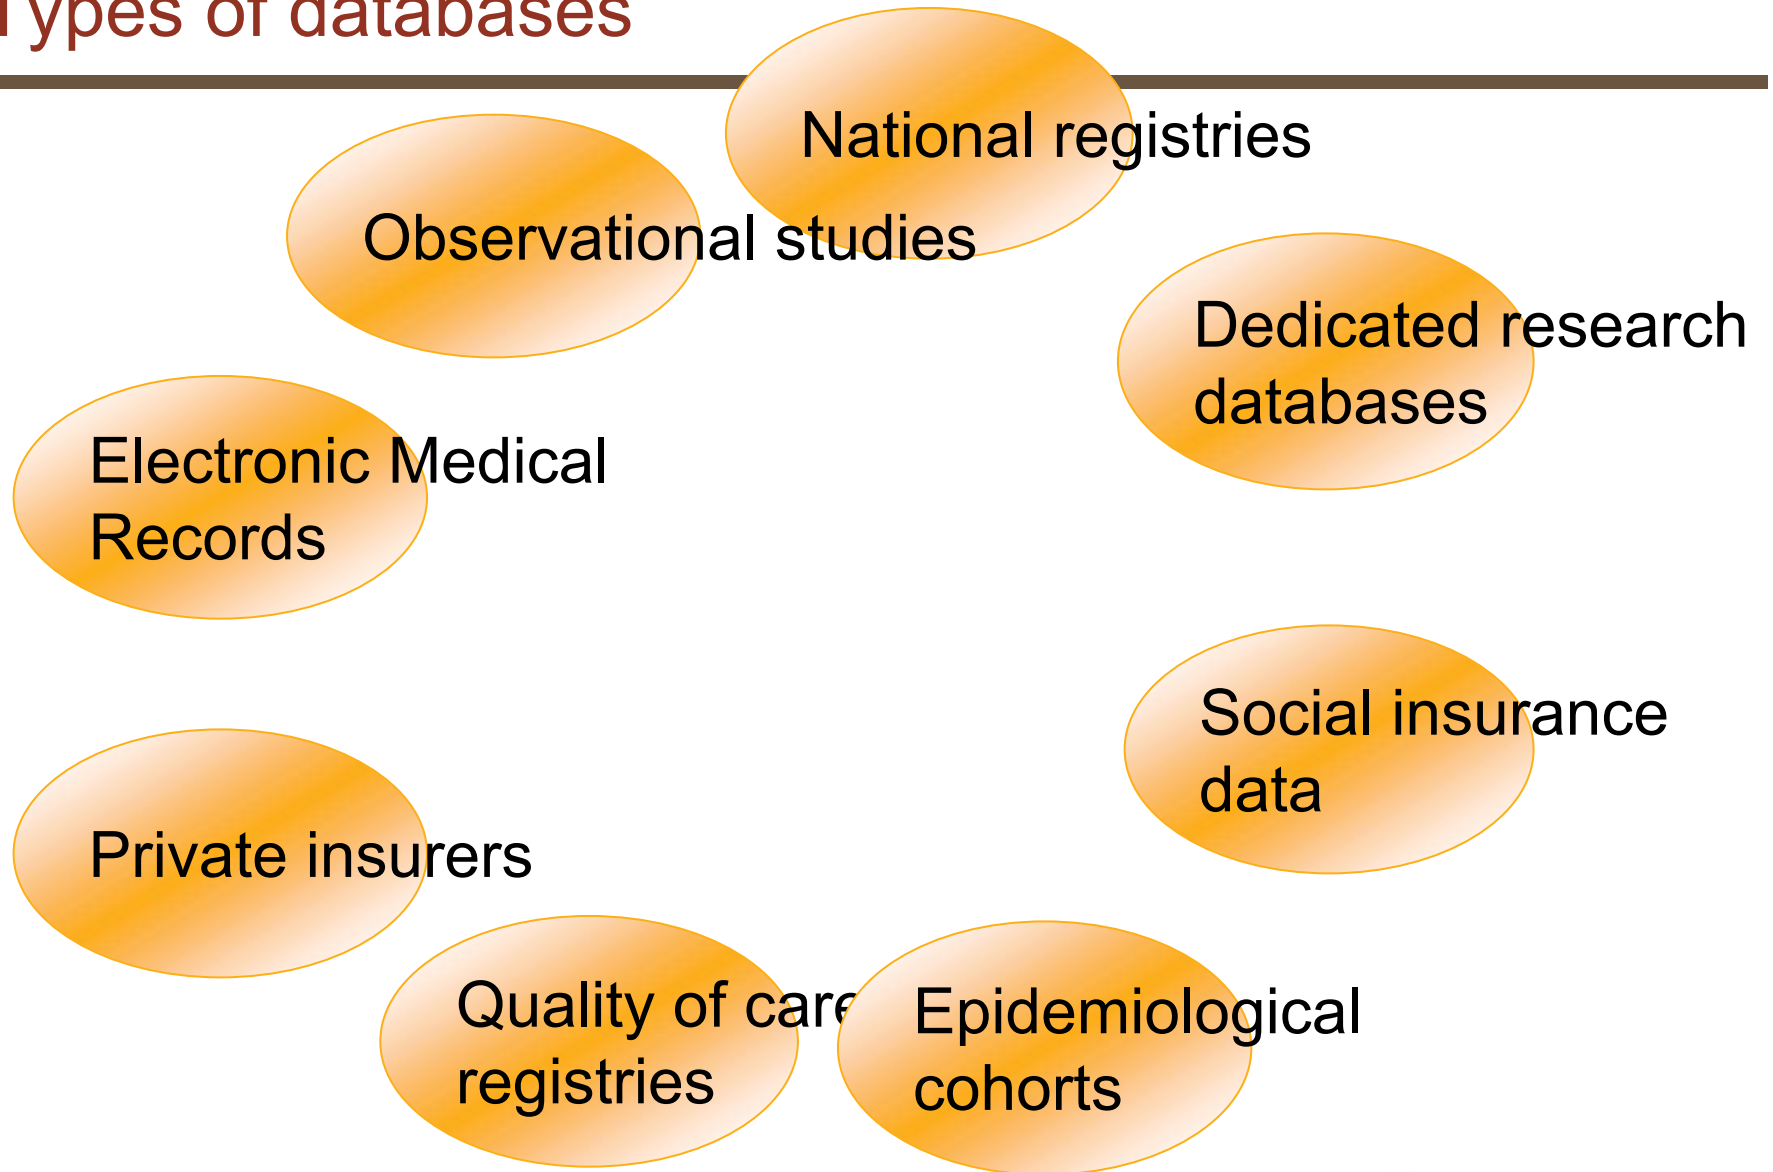 Types of databases
National registries
Observational studies
Dedicated research
databases
Electronic Medical
Records
Social insurance
data
Private insurers
Quality of care
registries
Epidemiological
cohorts